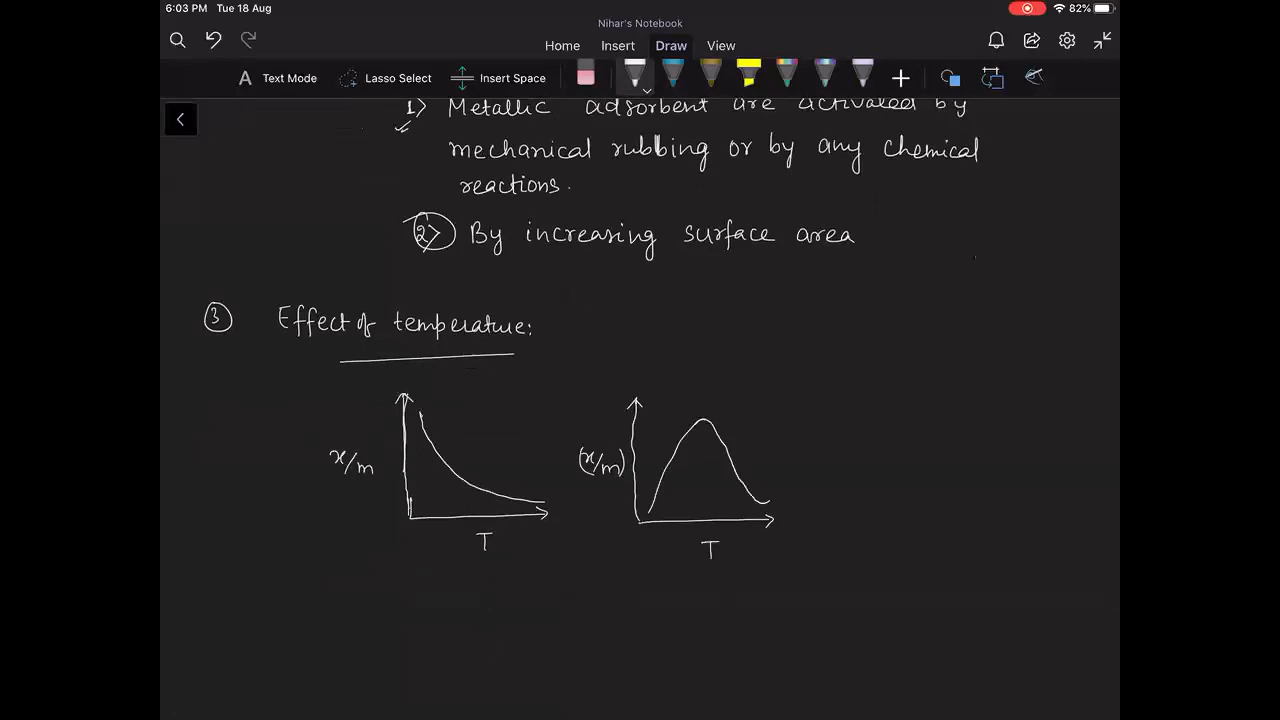 6:03 PM Tue 18 Aug
82%
Nihar's Notebook
Home Insert Draw View
A Text Mode Lasso Select Insert Space
1> Metallic adsorbent are activated by
mechanical rubbing or by any chemical
reactions.
2> By increasing surface area
3 Effect of temperature:
x/m
T
(x/m)
T